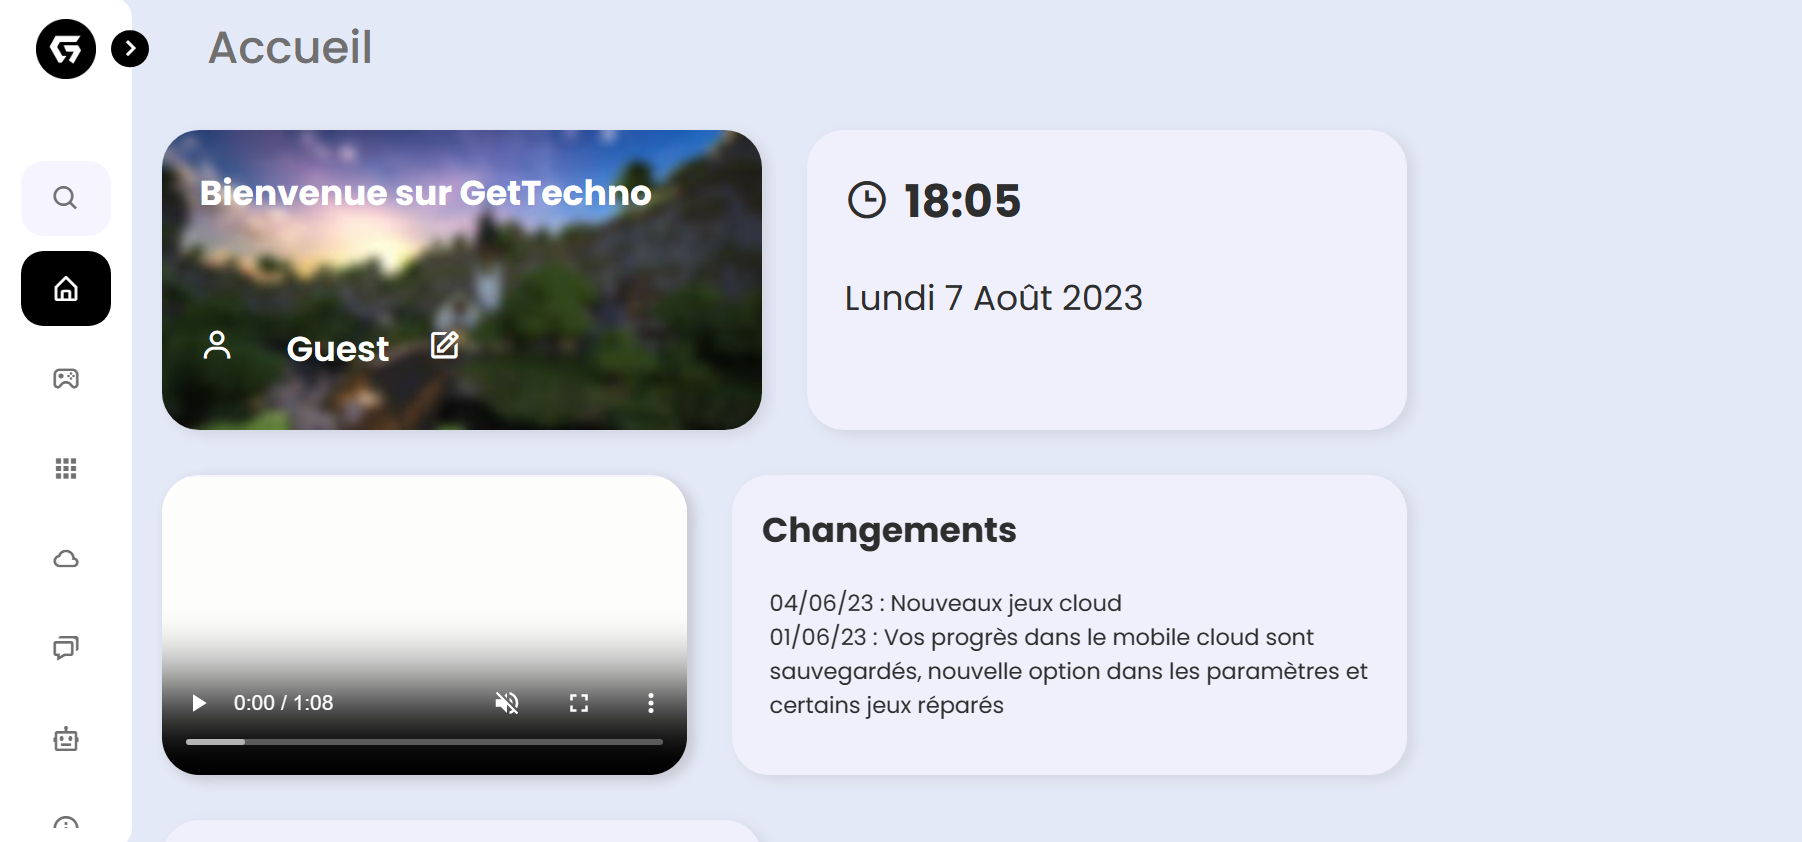 Accueil
Bienvenue sur GetTechno
Guest
18:05
Lundi 7 Août 2023
0:00 / 1:08
Changements
04/06/23 : Nouveaux jeux cloud
01/06/23 : Vos progrès dans le mobile cloud sont
sauvegardés, nouvelle option dans les paramètres et
certains jeux réparés